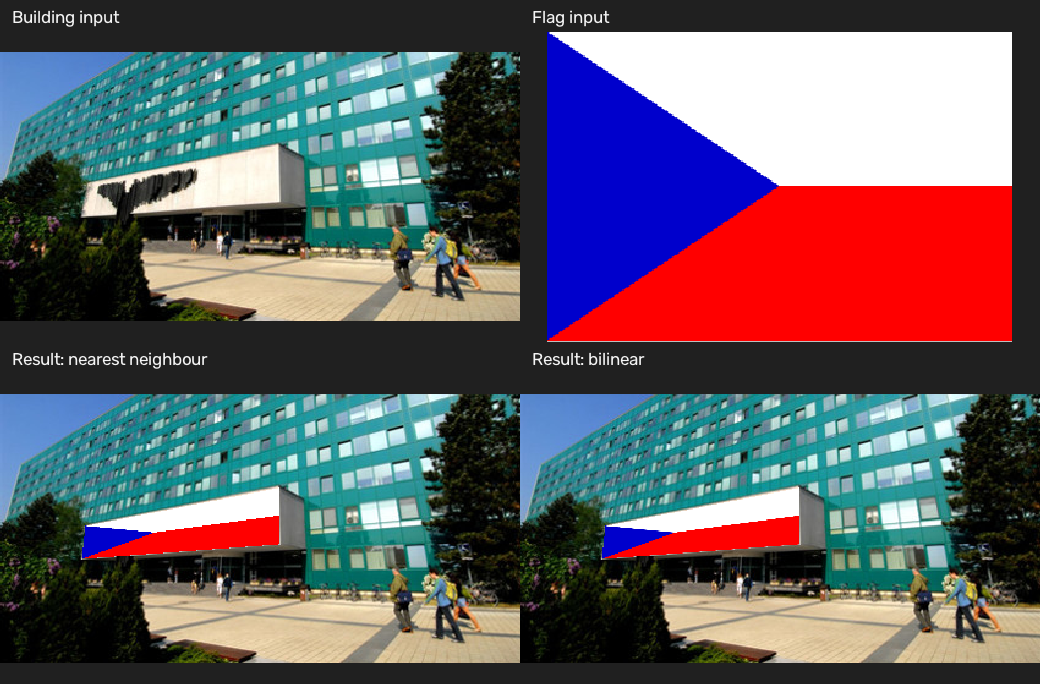 Building input
Flag input
Result: nearest neighbour
Result: bilinear